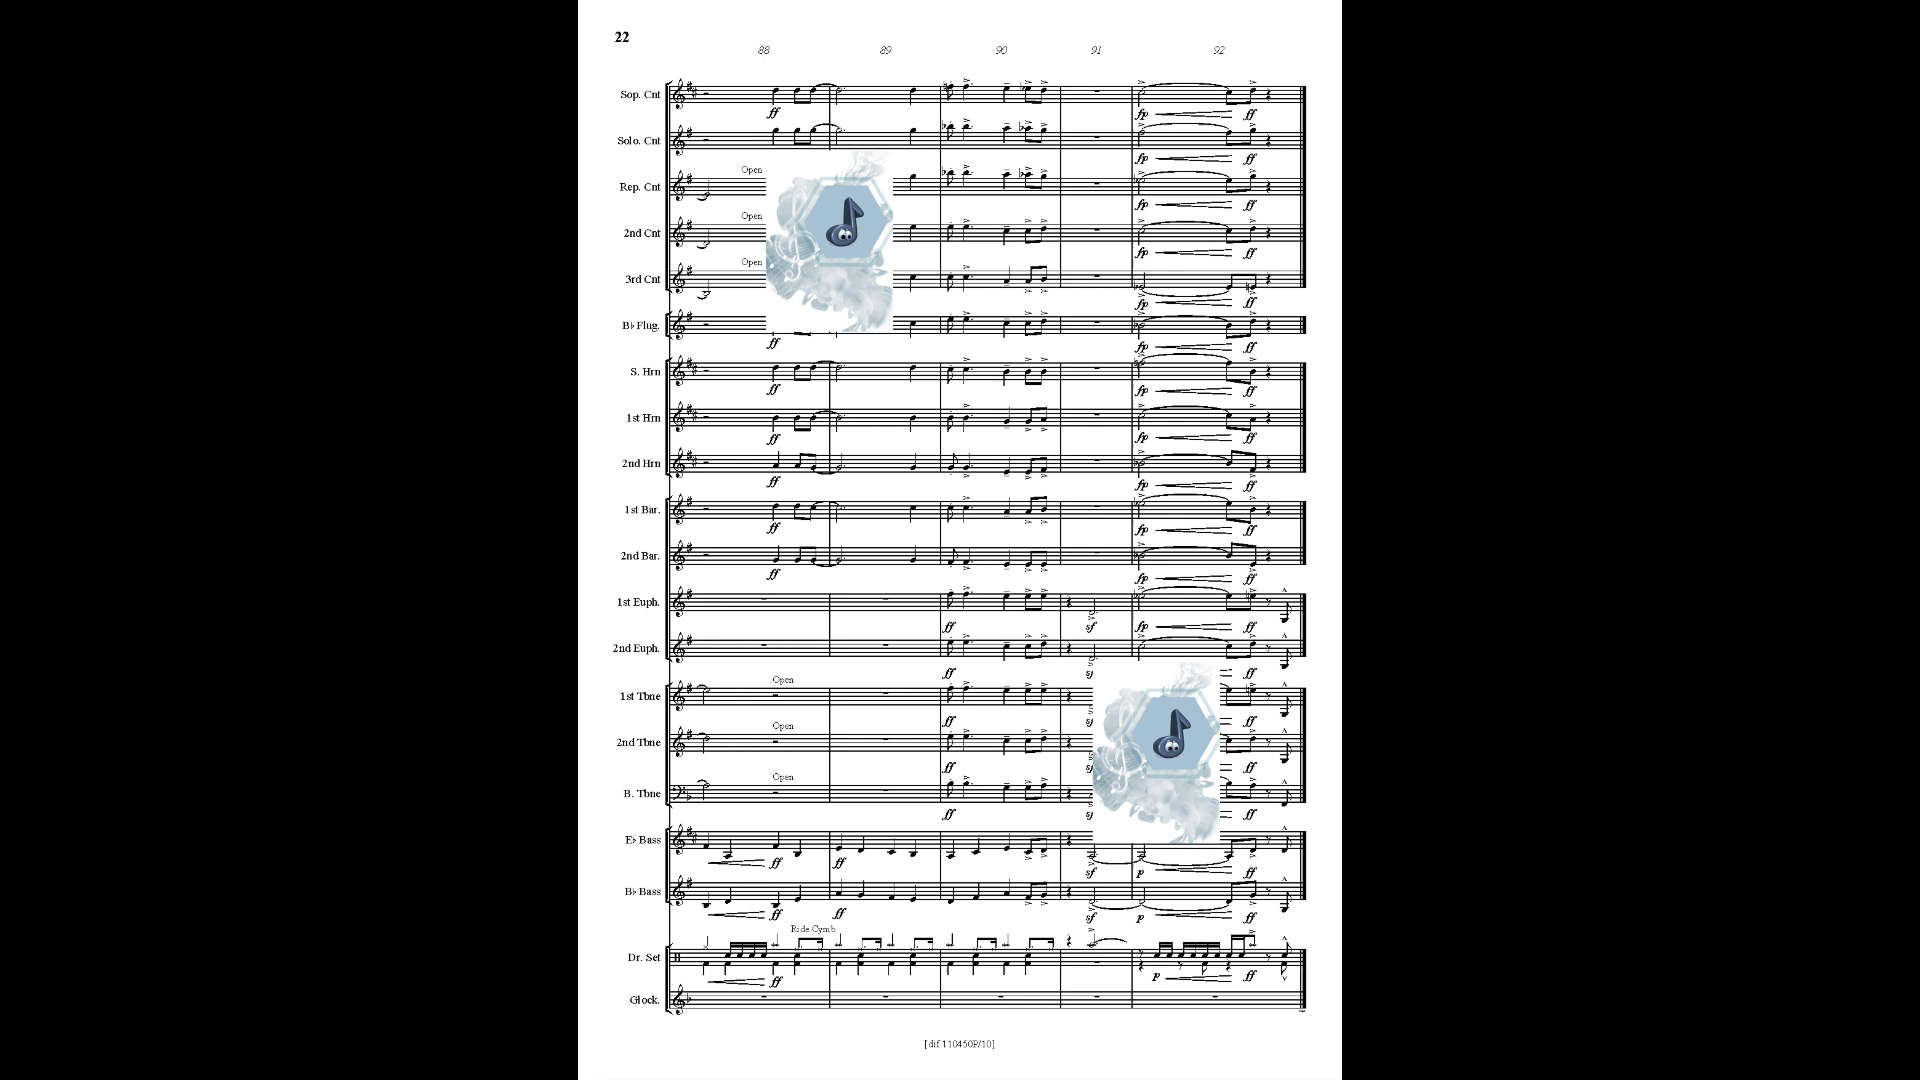 22
88 89 90 91 92
Sop. Cnt
ff fp ff
Solo. Cnt
fp ff
Open
Rep. Cnt
fp ff
Open
2nd Cnt
fp ff
Open
3rd Cnt
fp ff
B♭ Flug.
ff fp ff
S. Hrn
ff fp ff
1st Hrn
ff fp ff
2nd Hrn
ff fp ff
1st Bar.
ff fp ff
2nd Bar.
ff fp ff
1st Euph.
ff sf fp ff
2nd Euph.
ff ff
Open
1st Tbne
ff ff
Open
2nd Tbne
ff ff
Open
B. Tbne
ff ff
E♭ Bass
ff ff sf p ff
B♭ Bass
ff ff sf p ff
Ride Cymb.
Dr. Set
ff p ff
Glock.
[dif 110450P/10]